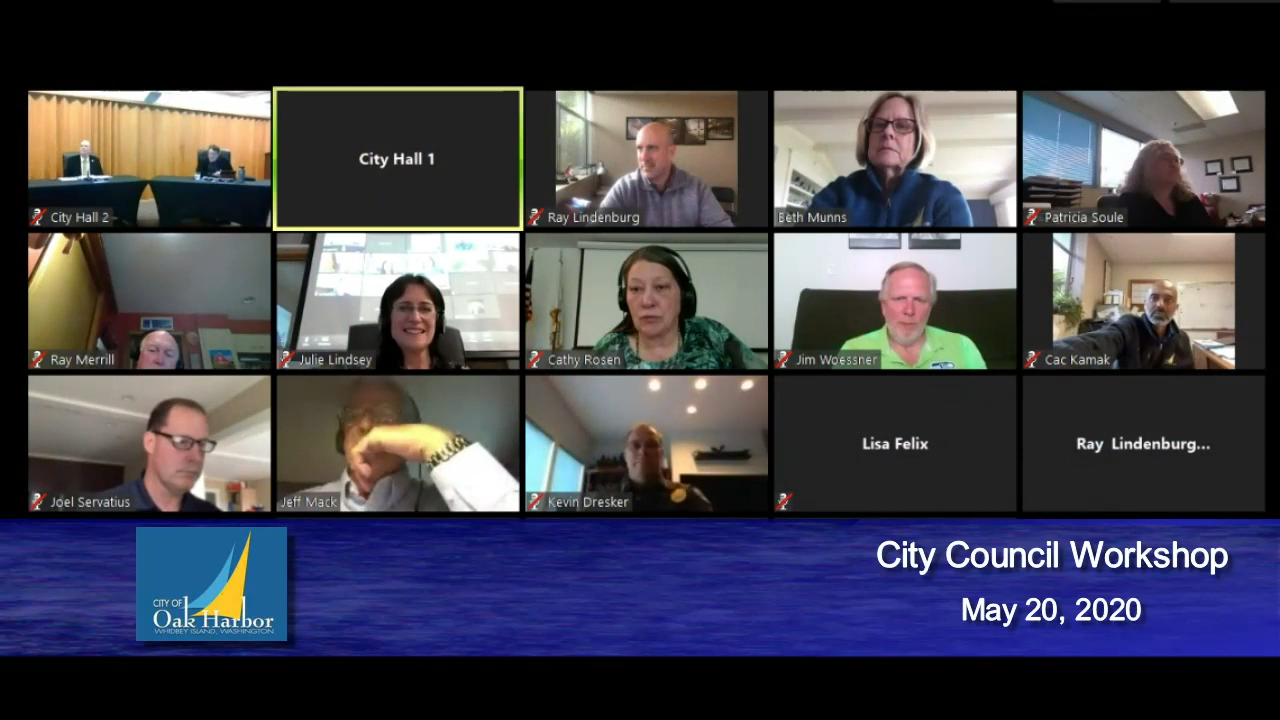 City Hall 2
City Hall 1
Ray Lindenburg
Beth Munns
Patricia Soule
Ray Merrill
Julie Lindsey
Cathy Rosen
Jim Woessner
Cac Kamak
Joel Servatius
Jeff Mack
Kevin Dresker
Lisa Felix
Ray Lindenburg...
City Council Workshop
May 20, 2020
CITY OF
Oak Harbor
WHIDBEY ISLAND, WASHINGTON